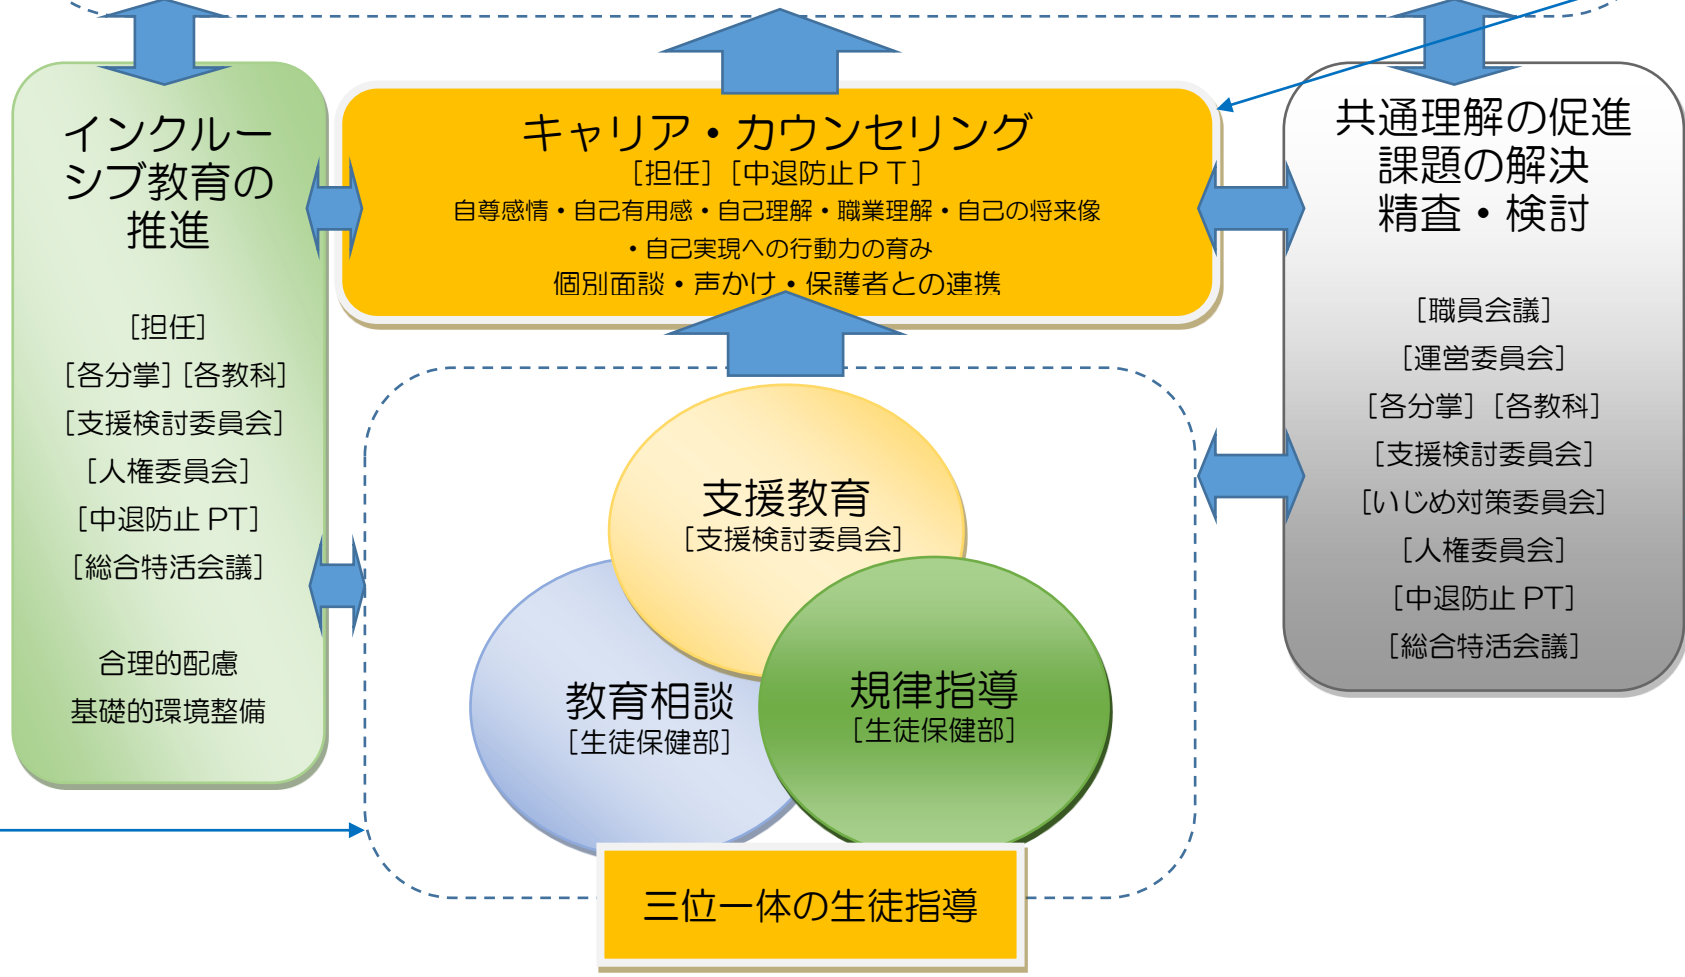 インクルー
シブ教育の
推進
［担任］
［各分掌］［各教科］
［支援検討委員会］
［人権委員会］
［中退防止 PT］
［総合特活会議］
合理的配慮
基礎的環境整備
キャリア・カウンセリング
［担任］［中退防止ＰＴ］
自尊感情・自己有用感・自己理解・職業理解・自己の将来像
・自己実現への行動力の育み
個別面談・声かけ・保護者との連携
共通理解の促進
課題の解決
精査・検討
［職員会議］
［運営委員会］
［各分掌］［各教科］
［支援検討委員会］
［いじめ対策委員会］
［人権委員会］
［中退防止 PT］
［総合特活会議］
支援教育
［支援検討委員会］
教育相談
［生徒保健部］
規律指導
［生徒保健部］
三位一体の生徒指導